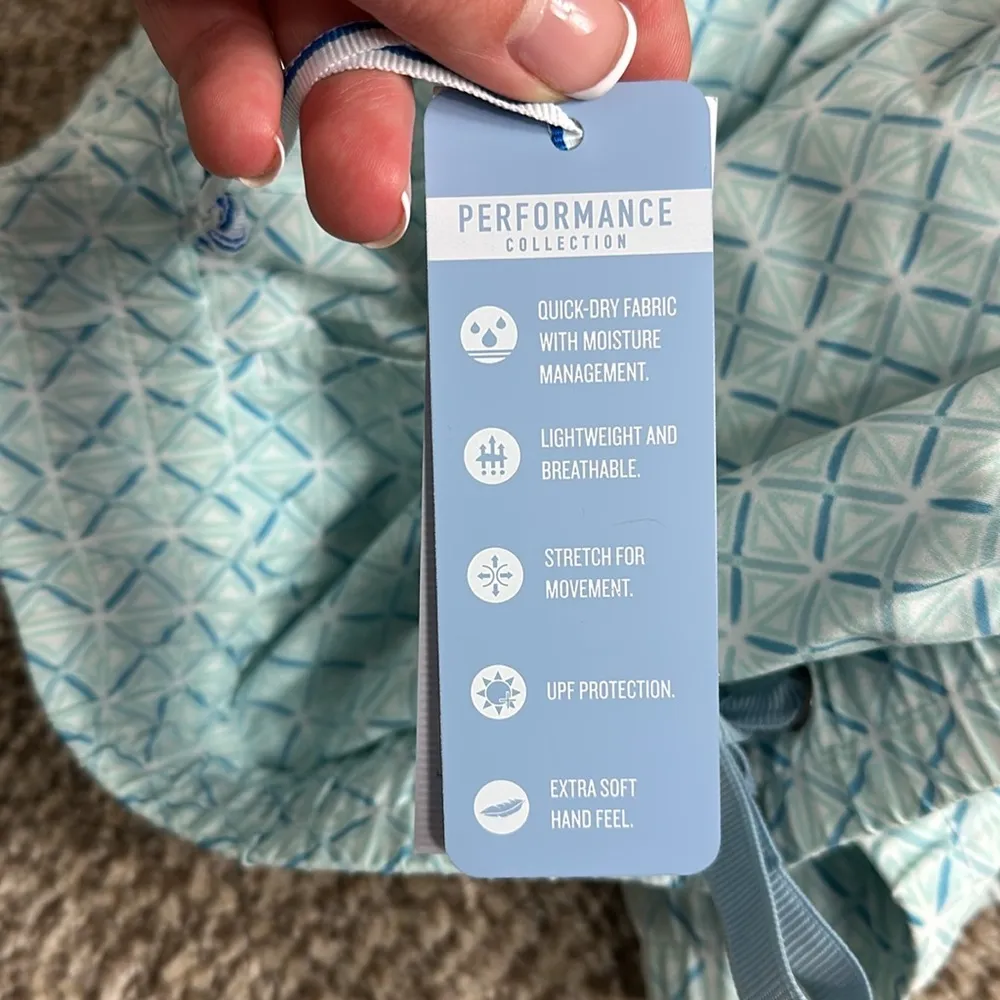 PERFORMANCE
COLLECTION
QUICK-DRY FABRIC
WITH MOISTURE
MANAGEMENT.
LIGHTWEIGHT AND
BREATHABLE.
STRETCH FOR
MOVEMENT.
UPF PROTECTION.
EXTRA SOFT
HAND FEEL.